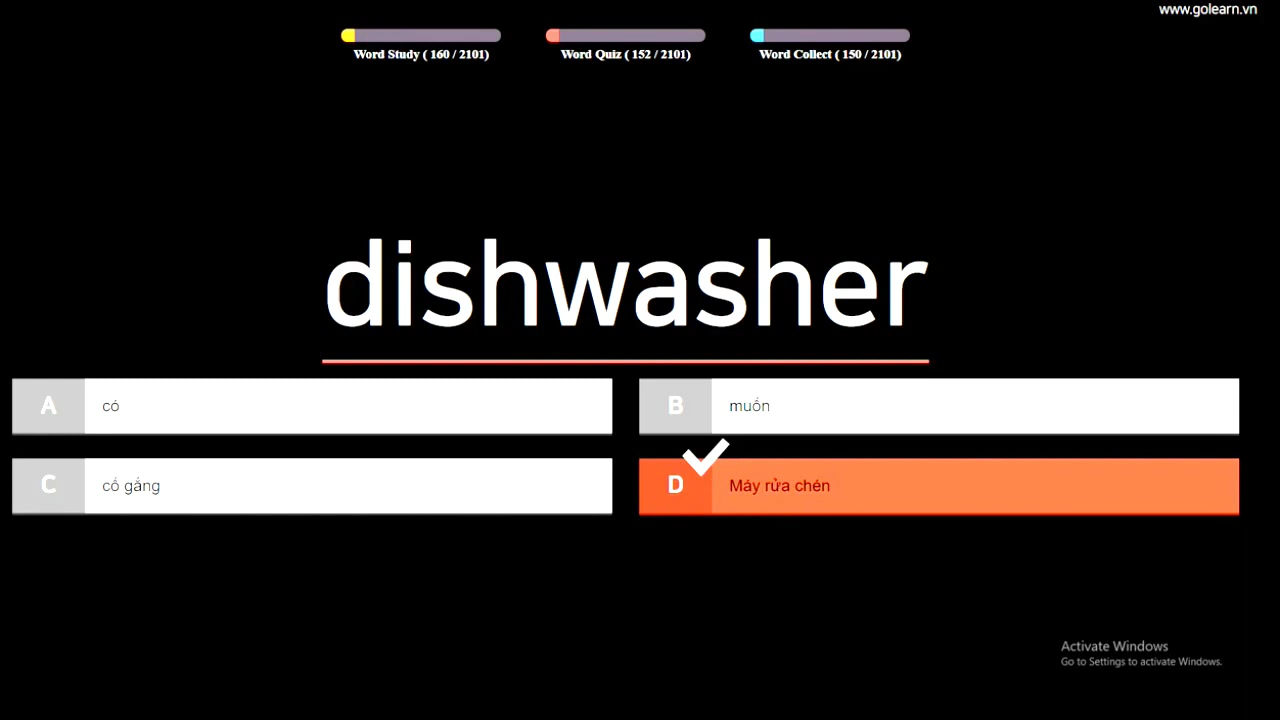 www.golearn.vn
Word Study ( 160 / 2101)
Word Quiz ( 152 / 2101)
Word Collect ( 150 / 2101)
dishwasher
A có
B muốn
C cố gắng
D Máy rửa chén
Activate Windows
Go to Settings to activate Windows.